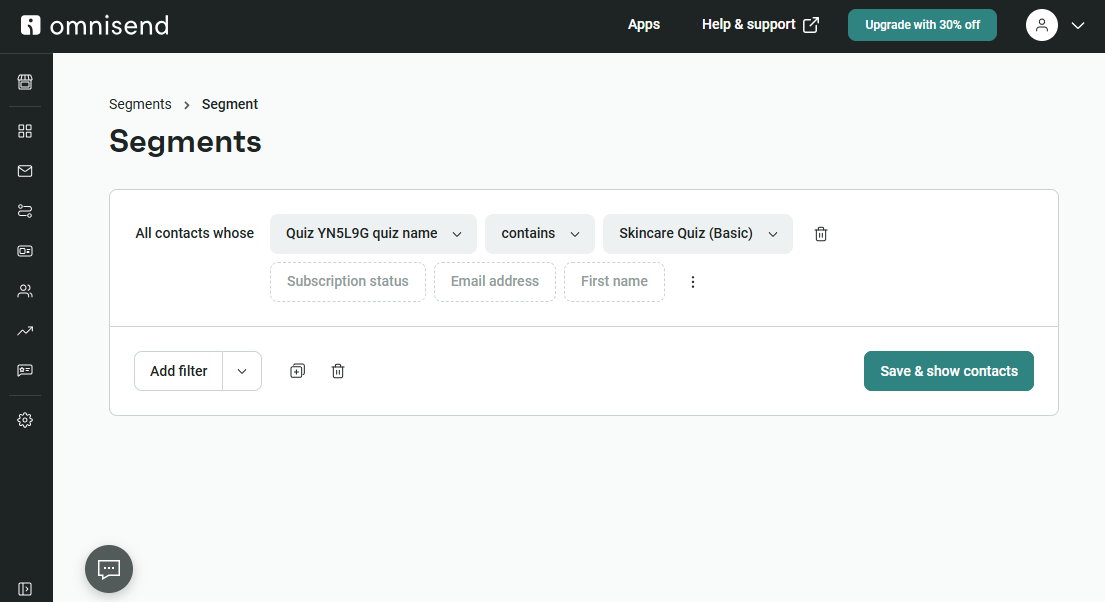 omnisend Apps Help & support Upgrade with 30% off
Segments Segment
Segments
All contacts whose Quiz YN5L9G quiz name contains Skincare Quiz (Basic)
Subscription status Email address First name
Add filter Save & show contacts